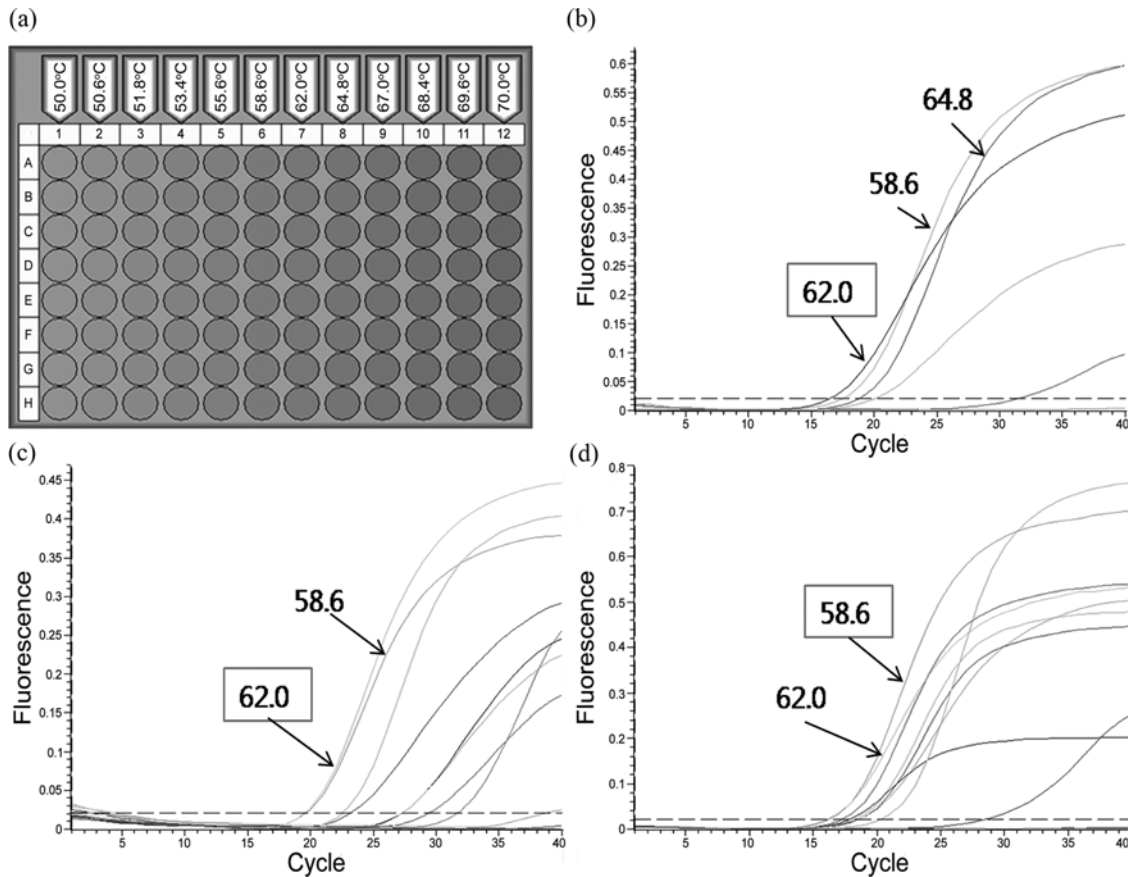 (a)
50.0°C 50.6°C 51.8°C 53.4°C 55.6°C 58.6°C 62.0°C 64.8°C 67.0°C 68.4°C 69.6°C 70.0°C
1 2 3 4 5 6 7 8 9 10 11 12
A
B
C
D
E
F
G
H
(b)
Fluorescence
0.6
0.55
0.5
0.45
0.4
0.35
0.3
0.25
0.2
0.15
0.1
0.05
0
5 10 15 20 25 30 35 40
Cycle
64.8
58.6
62.0
(c)
Fluorescence
0.45
0.4
0.35
0.3
0.25
0.2
0.15
0.1
0.05
0
5 10 15 20 25 30 35 40
Cycle
58.6
62.0
(d)
Fluorescence
0.8
0.7
0.6
0.5
0.4
0.3
0.2
0.1
0
5 10 15 20 25 30 35 40
Cycle
58.6
62.0